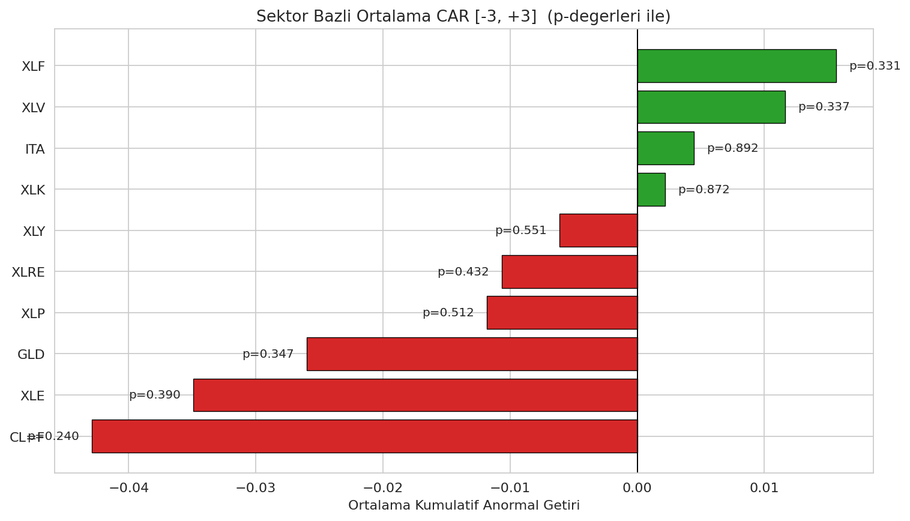 Sektor Bazli Ortalama CAR [-3, +3]  (p-degerleri ile)
XLF p=0.331
XLV p=0.337
ITA p=0.892
XLK p=0.872
XLY p=0.551
XLRE p=0.432
XLP p=0.512
GLD p=0.347
XLE p=0.390
CL=F p=0.240
−0.04 −0.03 −0.02 −0.01 0.00 0.01
Ortalama Kumulatif Anormal Getiri